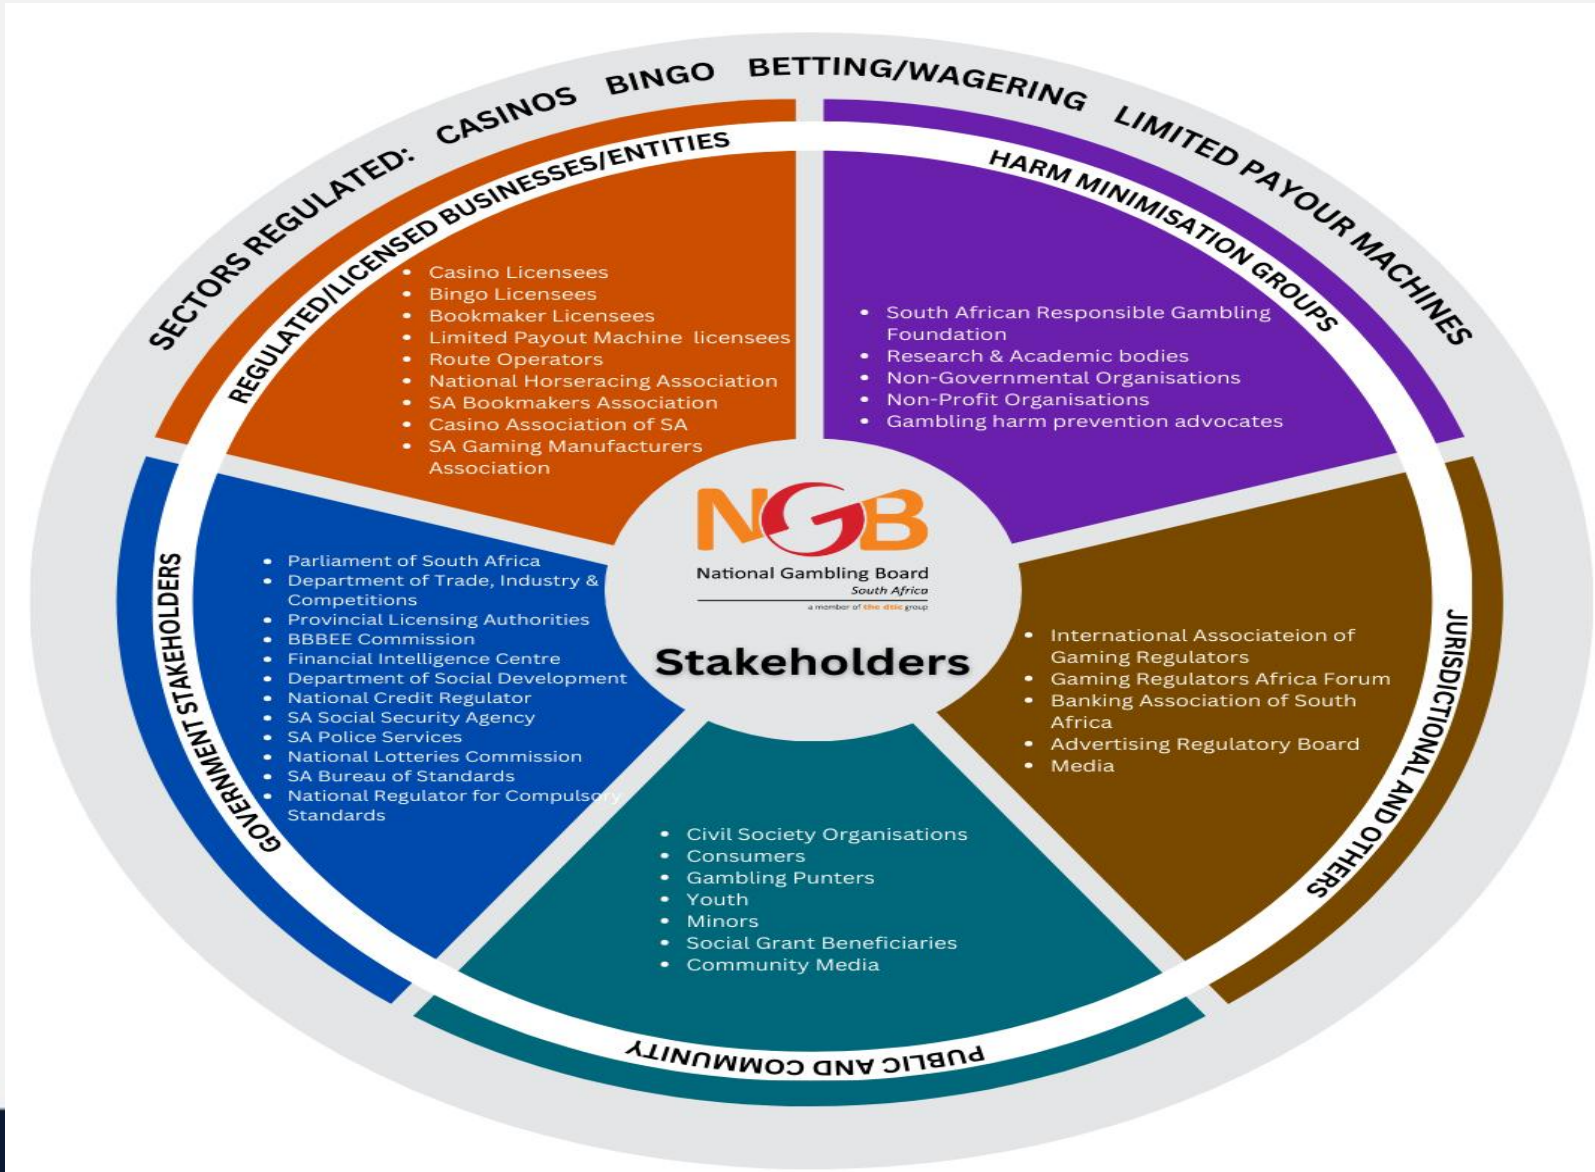 SECTORS REGULATED: CASINOS BINGO BETTING/WAGERING LIMITED PAYOUR MACHINES
REGULATED/LICENSED BUSINESSES/ENTITIES
• Casino Licensees
• Bingo Licensees
• Bookmaker Licensees
• Limited Payout Machine licensees
• Route Operators
• National Horseracing Association
• SA Bookmakers Association
• Casino Association of SA
• SA Gaming Manufacturers
Association
HARM MINIMISATION GROUPS
• South African Responsible Gambling
Foundation
• Research & Academic bodies
• Non-Governmental Organisations
• Non-Profit Organisations
• Gambling harm prevention advocates
NGB
National Gambling Board
South Africa
a member of the dtic group
Stakeholders
GOVERNMENT STAKEHOLDERS
• Parliament of South Africa
• Department of Trade, Industry &
Competitions
• Provincial Licensing Authorities
• BBBEE Commission
• Financial Intelligence Centre
• Department of Social Development
• National Credit Regulator
• SA Social Security Agency
• SA Police Services
• National Lotteries Commission
• SA Bureau of Standards
• National Regulator for Compulsory
Standards
JURISDICTIONAL AND OTHERS
• International Associateion of
Gaming Regulators
• Gaming Regulators Africa Forum
• Banking Association of South
Africa
• Advertising Regulatory Board
• Media
• Civil Society Organisations
• Consumers
• Gambling Punters
• Youth
• Minors
• Social Grant Beneficiaries
• Community Media
PUBLIC AND COMMUNITY